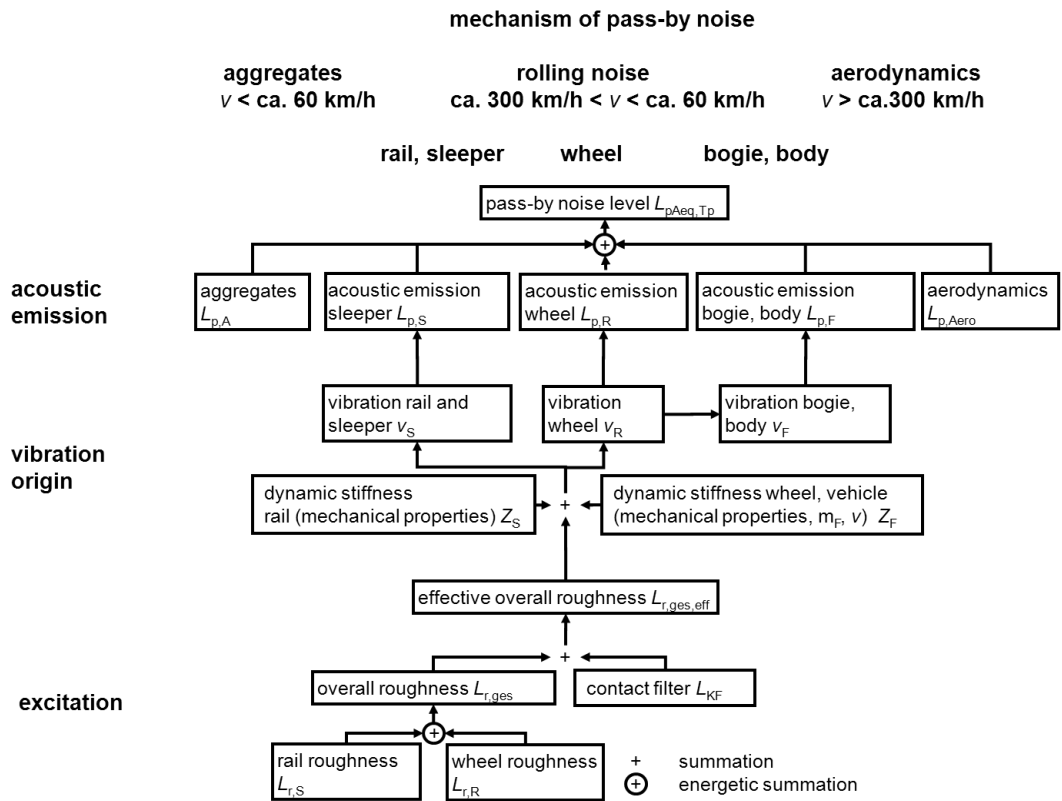 mechanism of pass-by noise
aggregates
v < ca. 60 km/h
rolling noise
ca. 300 km/h < v < ca. 60 km/h
aerodynamics
v > ca.300 km/h
rail, sleeper
wheel
bogie, body
pass-by noise level LpAeq,Tp
+
acoustic
emission
aggregates
Lp,A
acoustic emission
sleeper Lp,S
acoustic emission
wheel Lp,R
acoustic emission
bogie, body Lp,F
aerodynamics
Lp,Aero
vibration
origin
vibration rail and
sleeper vS
vibration
wheel vR
vibration bogie,
body vF
dynamic stiffness
rail (mechanical properties) ZS
+
dynamic stiffness wheel, vehicle
(mechanical properties, mF, v) ZF
effective overall roughness Lr,ges,eff
+
excitation
overall roughness Lr,ges
contact filter LKF
+
rail roughness
Lr,S
wheel roughness
Lr,R
+ summation
+ energetic summation